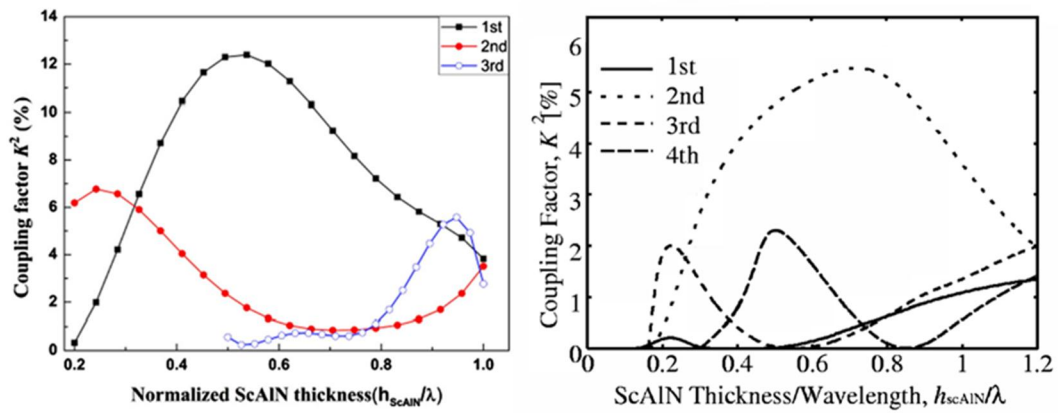 14
12
10
8
6
4
2
0
Coupling factor K² (%)
1st
2nd
3rd
0.2 0.4 0.6 0.8 1.0
Normalized ScAlN thickness(h_ScAlN/λ)
6
5
4
3
2
1
0
Coupling Factor, K²[%]
1st
2nd
3rd
4th
0 0.2 0.4 0.6 0.8 1 1.2
ScAlN Thickness/Wavelength, h_scAlN/λ